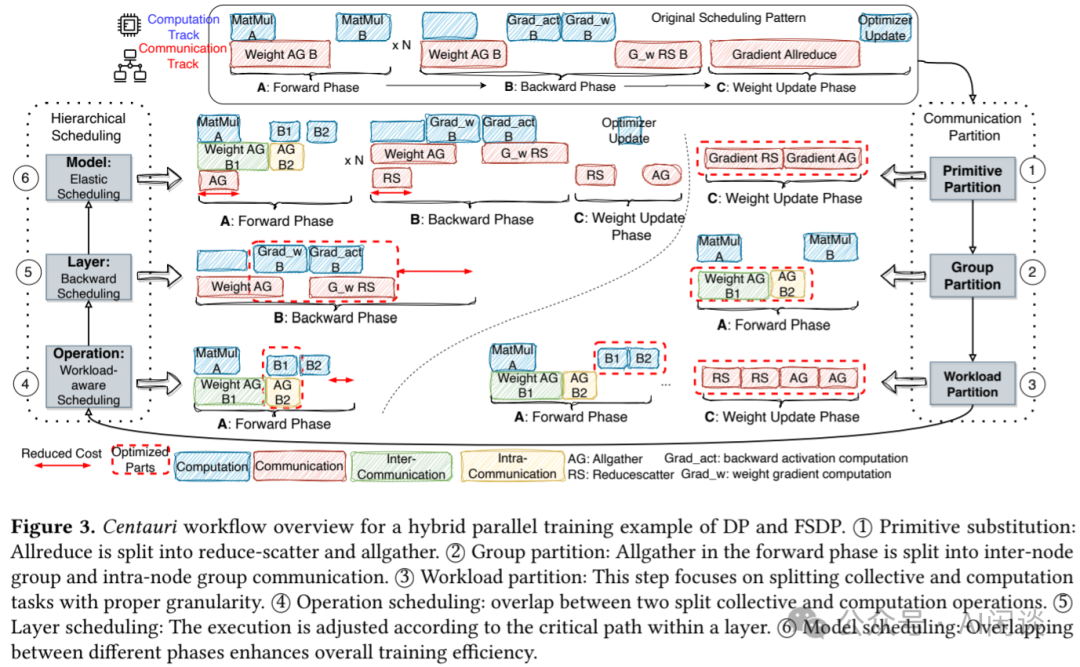 Computation Track
Communication Track
MatMul A
MatMul B
Weight AG B
x N
A: Forward Phase
Grad_act B
Grad_w B
Weight AG B
G_w RS B
B: Backward Phase
Original Scheduling Pattern
Optimizer Update
Gradient Allreduce
C: Weight Update Phase
Hierarchical Scheduling
6
Model: Elastic Scheduling
5
Layer: Backward Scheduling
4
Operation: Workload-aware Scheduling
MatMul A
B1
B2
Weight AG B1
AG B2
AG
x N
A: Forward Phase
Grad_w B
Grad_act B
Weight AG
G_w RS
RS
B: Backward Phase
Optimizer Update
RS
AG
C: Weight Update Phase
Grad_w B
Grad_act B
Weight AG
G_w RS
B: Backward Phase
MatMul A
B1
B2
Weight AG B1
AG B2
A: Forward Phase
Communication Partition
Primitive Partition
1
Group Partition
2
Workload Partition
3
Gradient RS
Gradient AG
C: Weight Update Phase
MatMul A
MatMul B
Weight AG B1
AG B2
A: Forward Phase
MatMul A
B1
B2
Weight AG B1
AG B2
...
A: Forward Phase
RS
RS
AG
AG
C: Weight Update Phase
Reduced Cost
Optimized Parts
Computation
Communication
Inter-Communication
Intra-Communication
AG: Allgather
RS: Reducescatter
Grad_act: backward activation computation
Grad_w: weight gradient computation
Figure 3. Centauri workflow overview for a hybrid parallel training example of DP and FSDP. ① Primitive substitution:
Allreduce is split into reduce-scatter and allgather. ② Group partition: Allgather in the forward phase is split into inter-node
group and intra-node group communication. ③ Workload partition: This step focuses on splitting collective and computation
tasks with proper granularity. ④ Operation scheduling: overlap between two split collective and computation operations. ⑤
Layer scheduling: The execution is adjusted according to the critical path within a layer. ⑥ Model scheduling: Overlapping
between different phases enhances overall training efficiency.
公众号 · AI闲谈